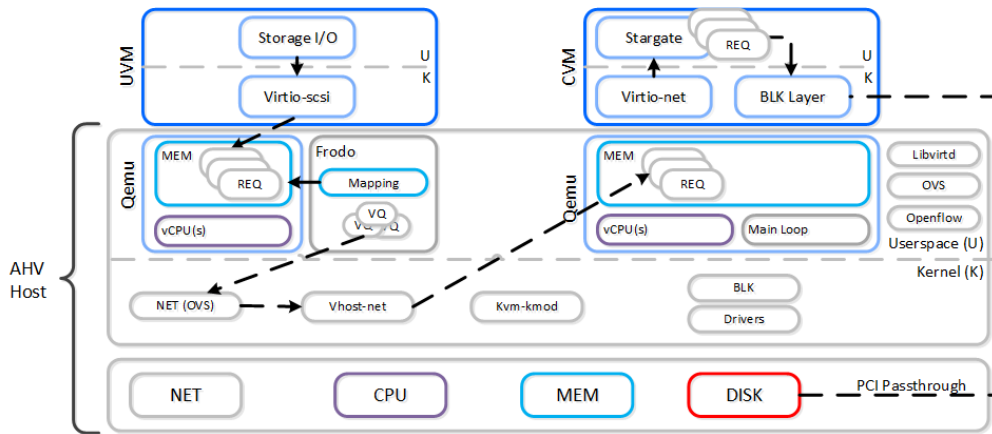 UVM
Storage I/O
U
K
Virtio-scsi
CVM
Stargate
REQ
U
K
Virtio-net
BLK Layer
AHV
Host
Qemu
MEM
REQ
vCPU(s)
Frodo
Mapping
VQ
VQ
VQ
Qemu
MEM
REQ
vCPU(s)
Main Loop
Libvirtd
OVS
Openflow
Userspace (U)
Kernel (K)
NET (OVS)
Vhost-net
Kvm-kmod
BLK
Drivers
NET
CPU
MEM
DISK
PCI Passthrough